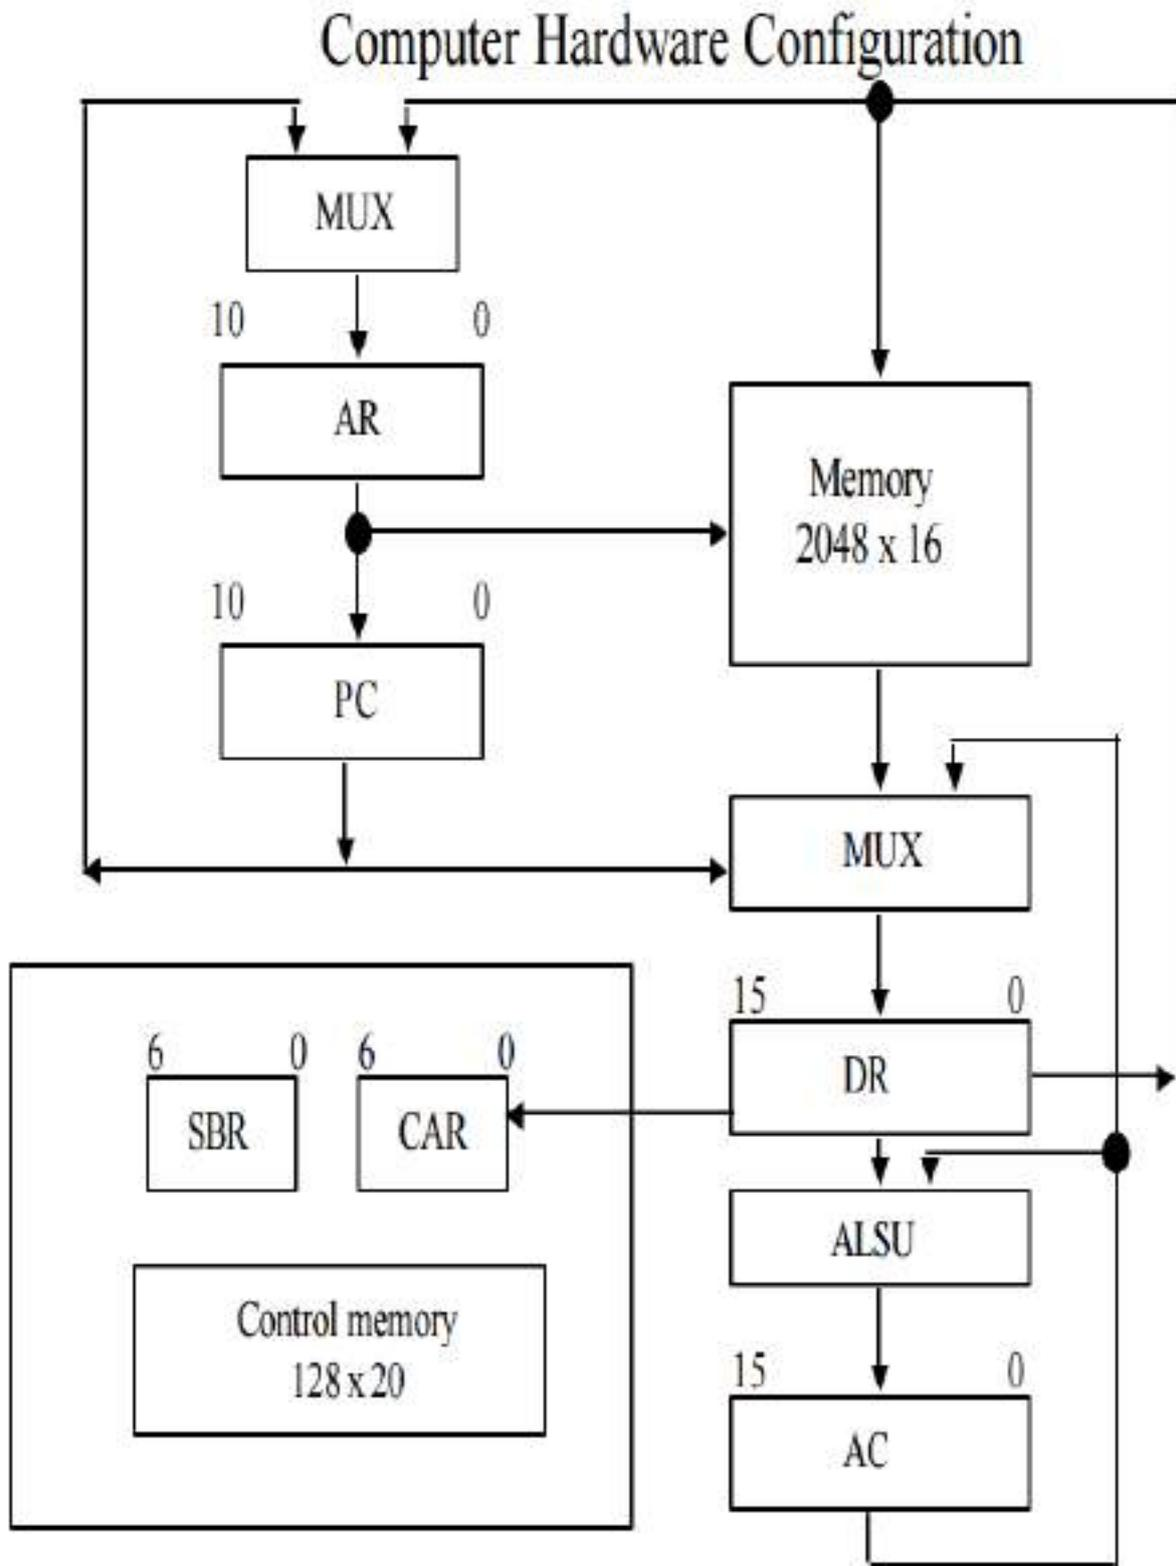 Computer Hardware Configuration
MUX
10 0
AR
Memory
2048 x 16
10 0
PC
MUX
15 0
DR
6 0 6 0
SBR CAR
ALSU
Control memory
128 x 20
15 0
AC